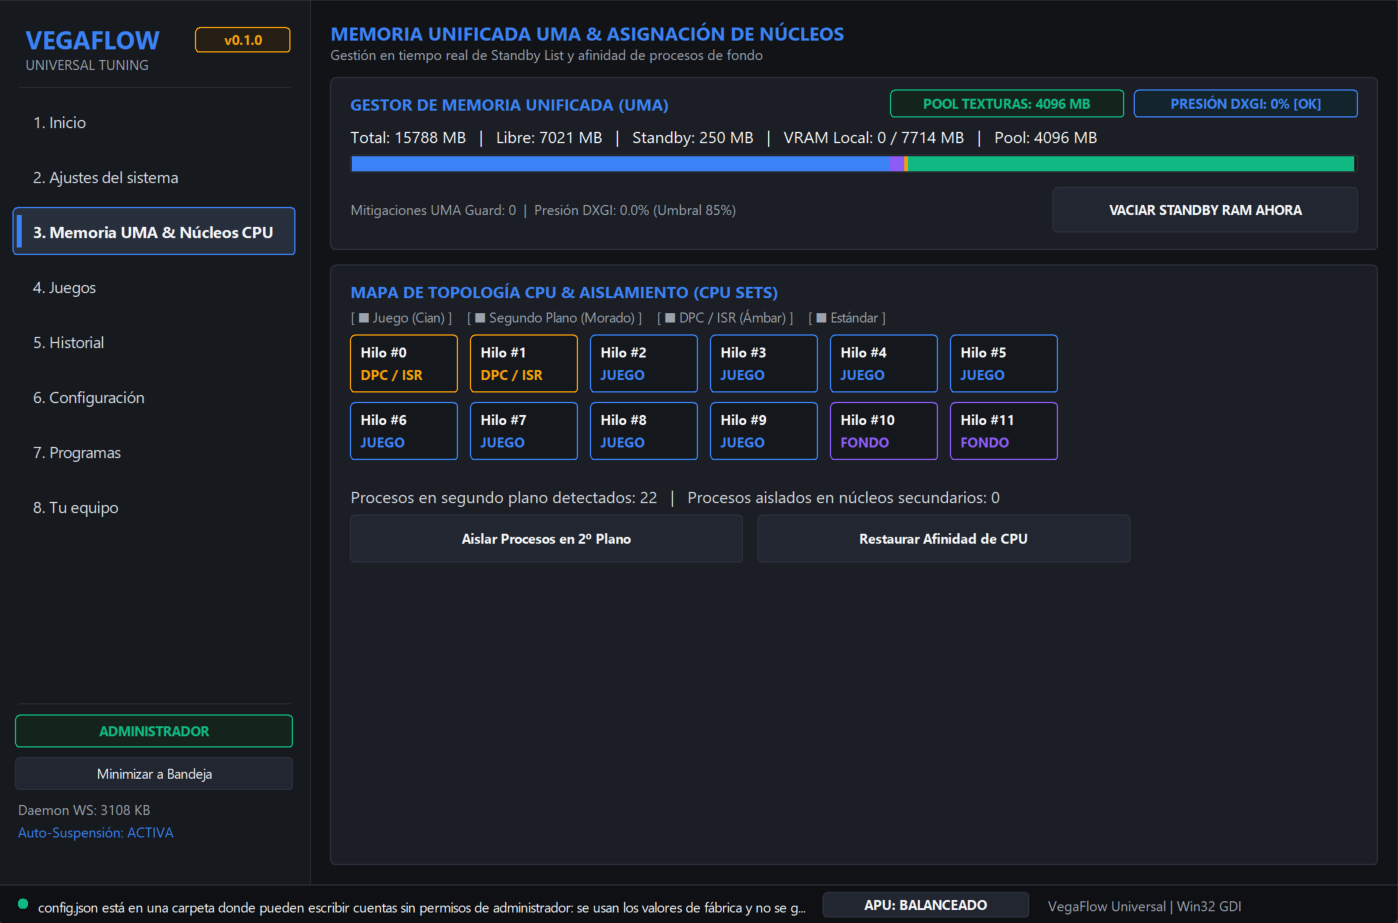 VEGAFLOW
v0.1.0
UNIVERSAL TUNING
1. Inicio
2. Ajustes del sistema
3. Memoria UMA & Núcleos CPU
4. Juegos
5. Historial
6. Configuración
7. Programas
8. Tu equipo
ADMINISTRADOR
Minimizar a Bandeja
Daemon WS: 3108 KB
Auto-Suspensión: ACTIVA
MEMORIA UNIFICADA UMA & ASIGNACIÓN DE NÚCLEOS
Gestión en tiempo real de Standby List y afinidad de procesos de fondo
GESTOR DE MEMORIA UNIFICADA (UMA)
POOL TEXTURAS: 4096 MB
PRESIÓN DXGI: 0% [OK]
Total: 15788 MB | Libre: 7021 MB | Standby: 250 MB | VRAM Local: 0 / 7714 MB | Pool: 4096 MB
Mitigaciones UMA Guard: 0 | Presión DXGI: 0.0% (Umbral 85%)
VACIAR STANDBY RAM AHORA
MAPA DE TOPOLOGÍA CPU & AISLAMIENTO (CPU SETS)
[ ■ Juego (Cian) ] [ ■ Segundo Plano (Morado) ] [ ■ DPC / ISR (Ámbar) ] [ ■ Estándar ]
Hilo #0
DPC / ISR
Hilo #1
DPC / ISR
Hilo #2
JUEGO
Hilo #3
JUEGO
Hilo #4
JUEGO
Hilo #5
JUEGO
Hilo #6
JUEGO
Hilo #7
JUEGO
Hilo #8
JUEGO
Hilo #9
JUEGO
Hilo #10
FONDO
Hilo #11
FONDO
Procesos en segundo plano detectados: 22 | Procesos aislados en núcleos secundarios: 0
Aislar Procesos en 2º Plano
Restaurar Afinidad de CPU
config.json está en una carpeta donde pueden escribir cuentas sin permisos de administrador: se usan los valores de fábrica y no se g...
APU: BALANCEADO
VegaFlow Universal | Win32 GDI